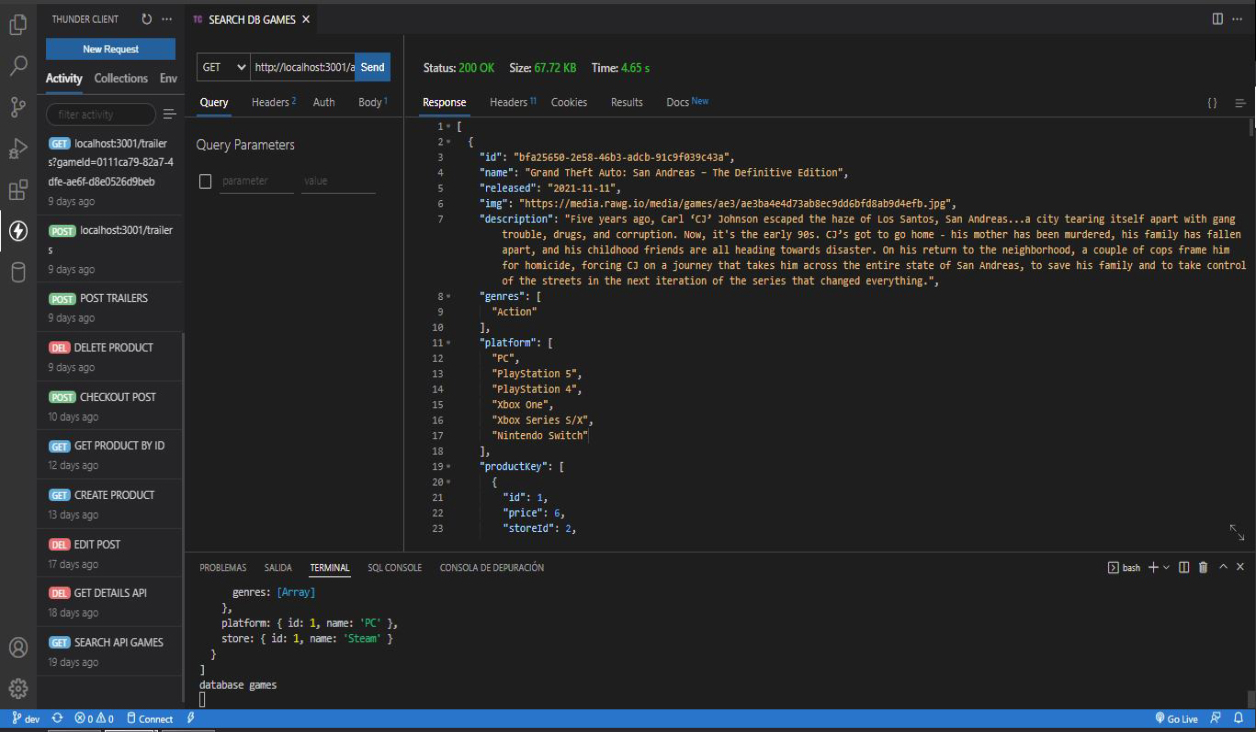 THUNDER CLIENT
New Request
Activity Collections Env
filter activity
GET localhost:3001/trailer
s?gameId=0111ca79-82a7-4
dfe-ae6f-d8e0526d9beb
9 days ago
POST localhost:3001/trailer
s
9 days ago
POST POST TRAILERS
9 days ago
DEL DELETE PRODUCT
9 days ago
POST CHECKOUT POST
10 days ago
GET GET PRODUCT BY ID
12 days ago
GET CREATE PRODUCT
13 days ago
DEL EDIT POST
17 days ago
DEL GET DETAILS API
18 days ago
GET SEARCH API GAMES
19 days ago
TC SEARCH DB GAMES
GET http://localhost:3001/a Send
Query Headers 2 Auth Body 1
Query Parameters
parameter value
Status: 200 OK Size: 67.72 KB Time: 4.65 s
Response Headers 11 Cookies Results Docs New
{ }
1 [
2 {
3 "id": "bfa25650-2e58-46b3-adcb-91c9f039c43a",
4 "name": "Grand Theft Auto: San Andreas – The Definitive Edition",
5 "released": "2021-11-11",
6 "img": "https://media.rawg.io/media/games/ae3/ae3ba4e4d73ab8ec9dd6bfd8ab9d4efb.jpg",
7 "description": "Five years ago, Carl ‘CJ’ Johnson escaped the haze of Los Santos, San Andreas...a city tearing itself apart with gang
trouble, drugs, and corruption. Now, it's the early 90s. CJ’s got to go home - his mother has been murdered, his family has fallen
apart, and his childhood friends are all heading towards disaster. On his return to the neighborhood, a couple of cops frame him
for homicide, forcing CJ on a journey that takes him across the entire state of San Andreas, to save his family and to take control
of the streets in the next iteration of the series that changed everything.",
8 "genres": [
9 "Action"
10 ],
11 "platform": [
12 "PC",
13 "PlayStation 5",
14 "PlayStation 4",
15 "Xbox One",
16 "Xbox Series S/X",
17 "Nintendo Switch"
18 ],
19 "productKey": [
20 {
21 "id": 1,
22 "price": 6,
23 "storeId": 2,
PROBLEMAS SALIDA TERMINAL SQL CONSOLE CONSOLA DE DEPURACIÓN
bash
genres: [Array]
},
platform: { id: 1, name: 'PC' },
store: { id: 1, name: 'Steam' }
}
]
database games
dev 0 0 Connect
Go Live